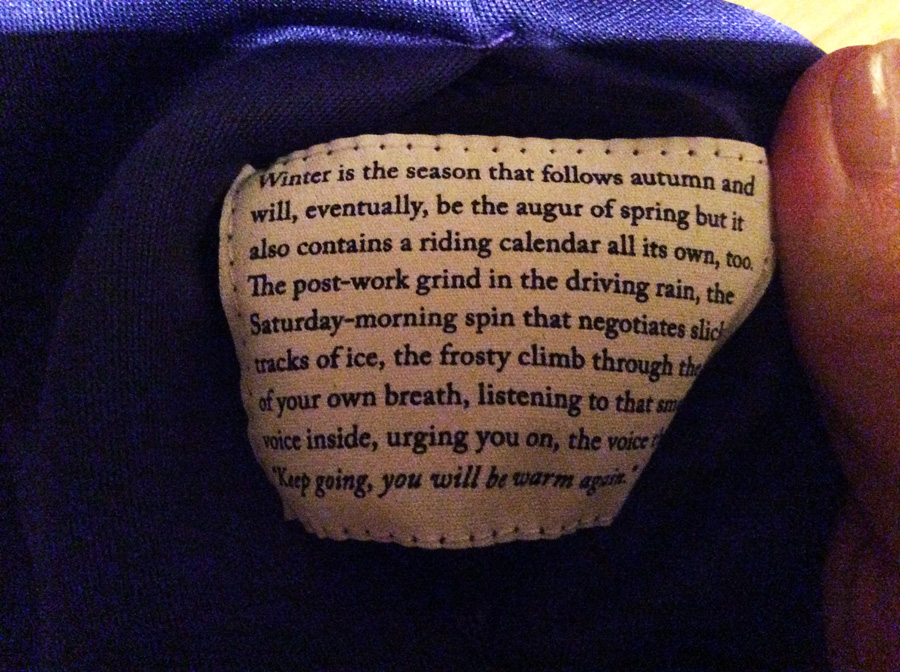 Winter is the season that follows autumn and
will, eventually, be the augur of spring but it
also contains a riding calendar all its own, too.
The post-work grind in the driving rain, the
Saturday-morning spin that negotiates slick
tracks of ice, the frosty climb through the
of your own breath, listening to that
voice inside, urging you on, the voice
'Keep going, you will be warm again.'